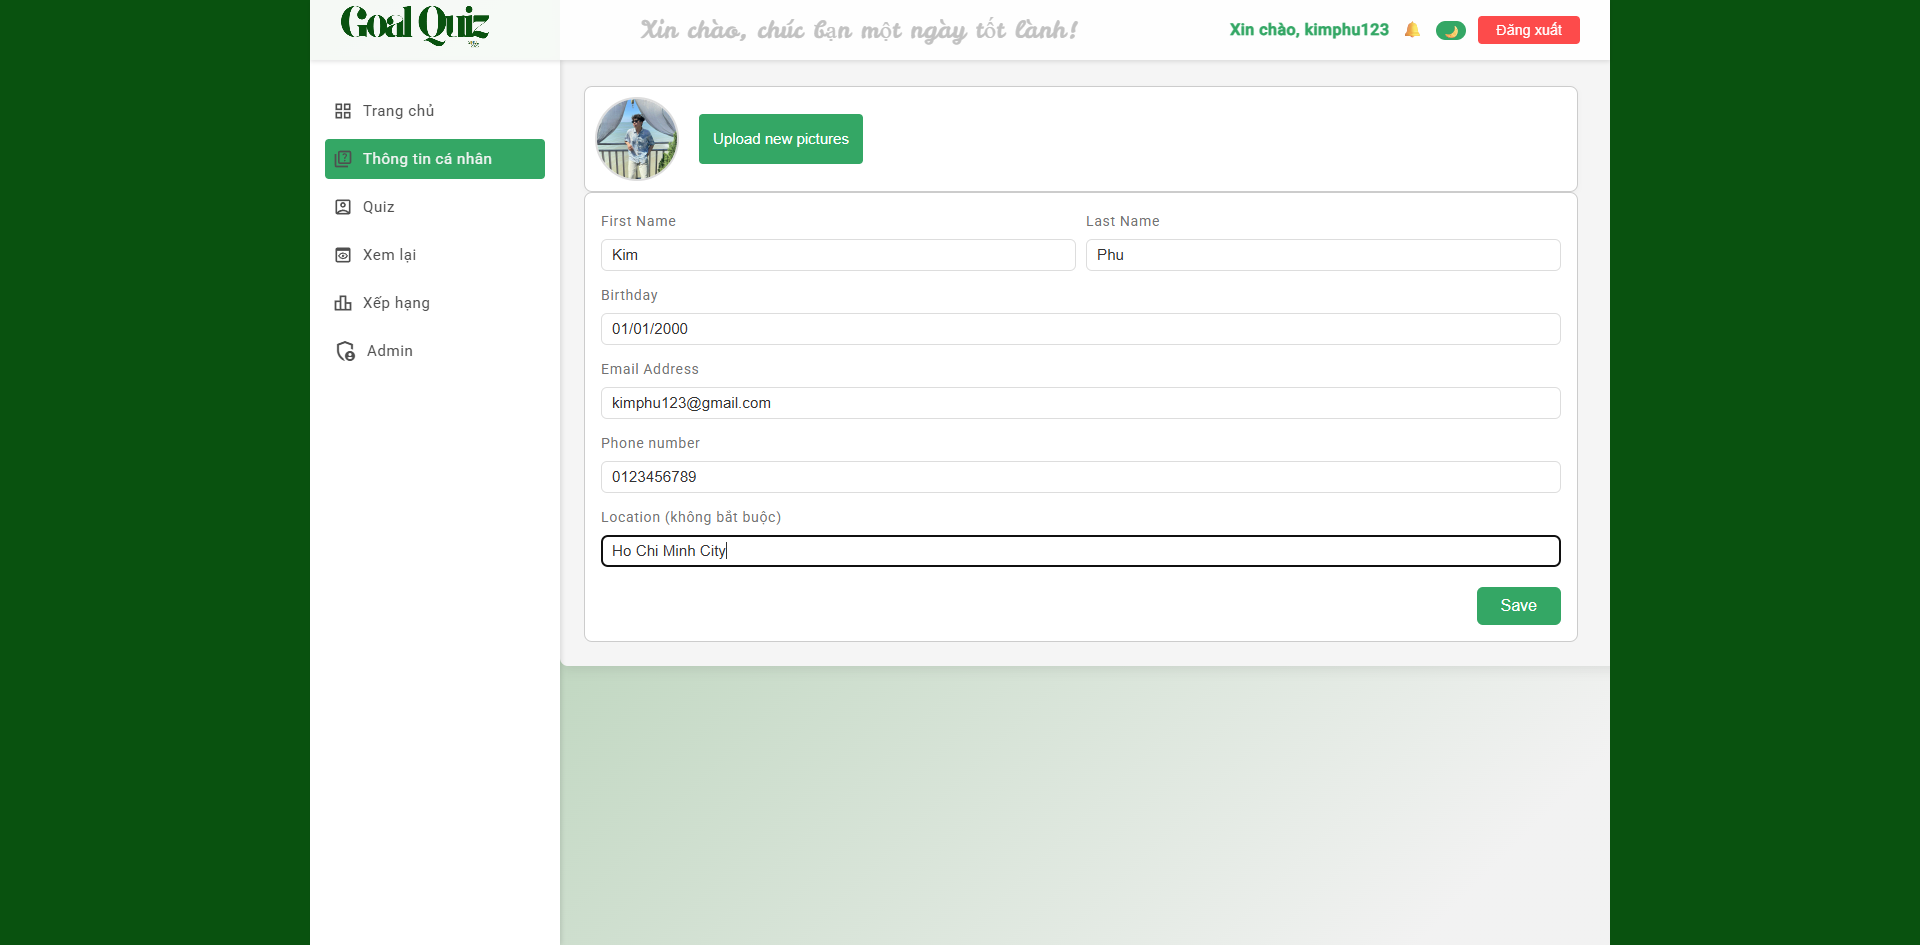 Goal Quiz
Xin chào, chúc bạn một ngày tốt lành!
Xin chào, kimphu123
Đăng xuất
Trang chủ
Thông tin cá nhân
Quiz
Xem lại
Xếp hạng
Admin
Upload new pictures
First Name
Last Name
Kim
Phu
Birthday
01/01/2000
Email Address
kimphu123@gmail.com
Phone number
0123456789
Location (không bắt buộc)
Ho Chi Minh City
Save